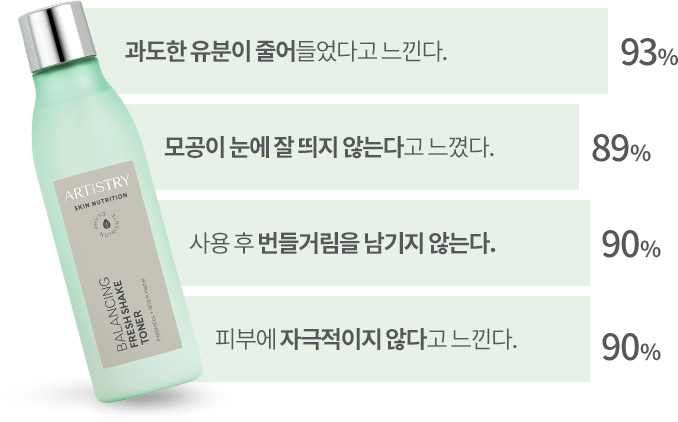 과도한 유분이 줄어들었다고 느낀다.
93%
모공이 눈에 잘 띄지 않는다고 느꼈다.
89%
사용 후 번들거림을 남기지 않는다.
90%
피부에 자극적이지 않다고 느낀다.
90%
ARTISTRY
SKIN NUTRITION
BALANCING
FRESH SHAKE
TONER
Prebiotics + Witch Hazel